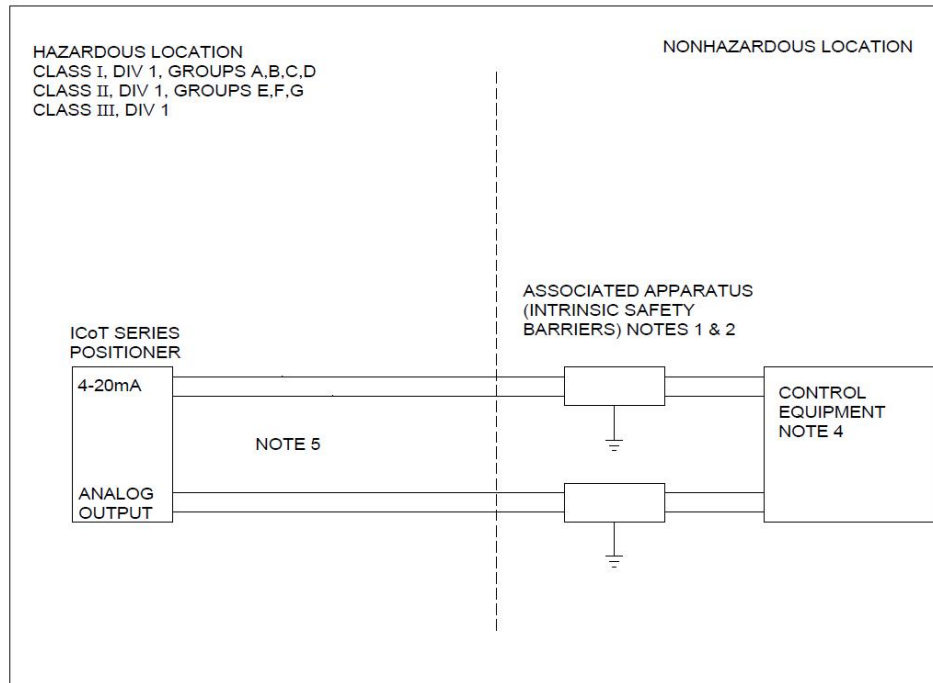 HAZARDOUS LOCATION
CLASS I, DIV 1, GROUPS A,B,C,D
CLASS II, DIV 1, GROUPS E,F,G
CLASS III, DIV 1
NONHAZARDOUS LOCATION
ASSOCIATED APPARATUS
(INTRINSIC SAFETY
BARRIERS) NOTES 1 & 2
ICoT SERIES
POSITIONER
4-20mA
CONTROL
EQUIPMENT
NOTE 4
NOTE 5
ANALOG
OUTPUT